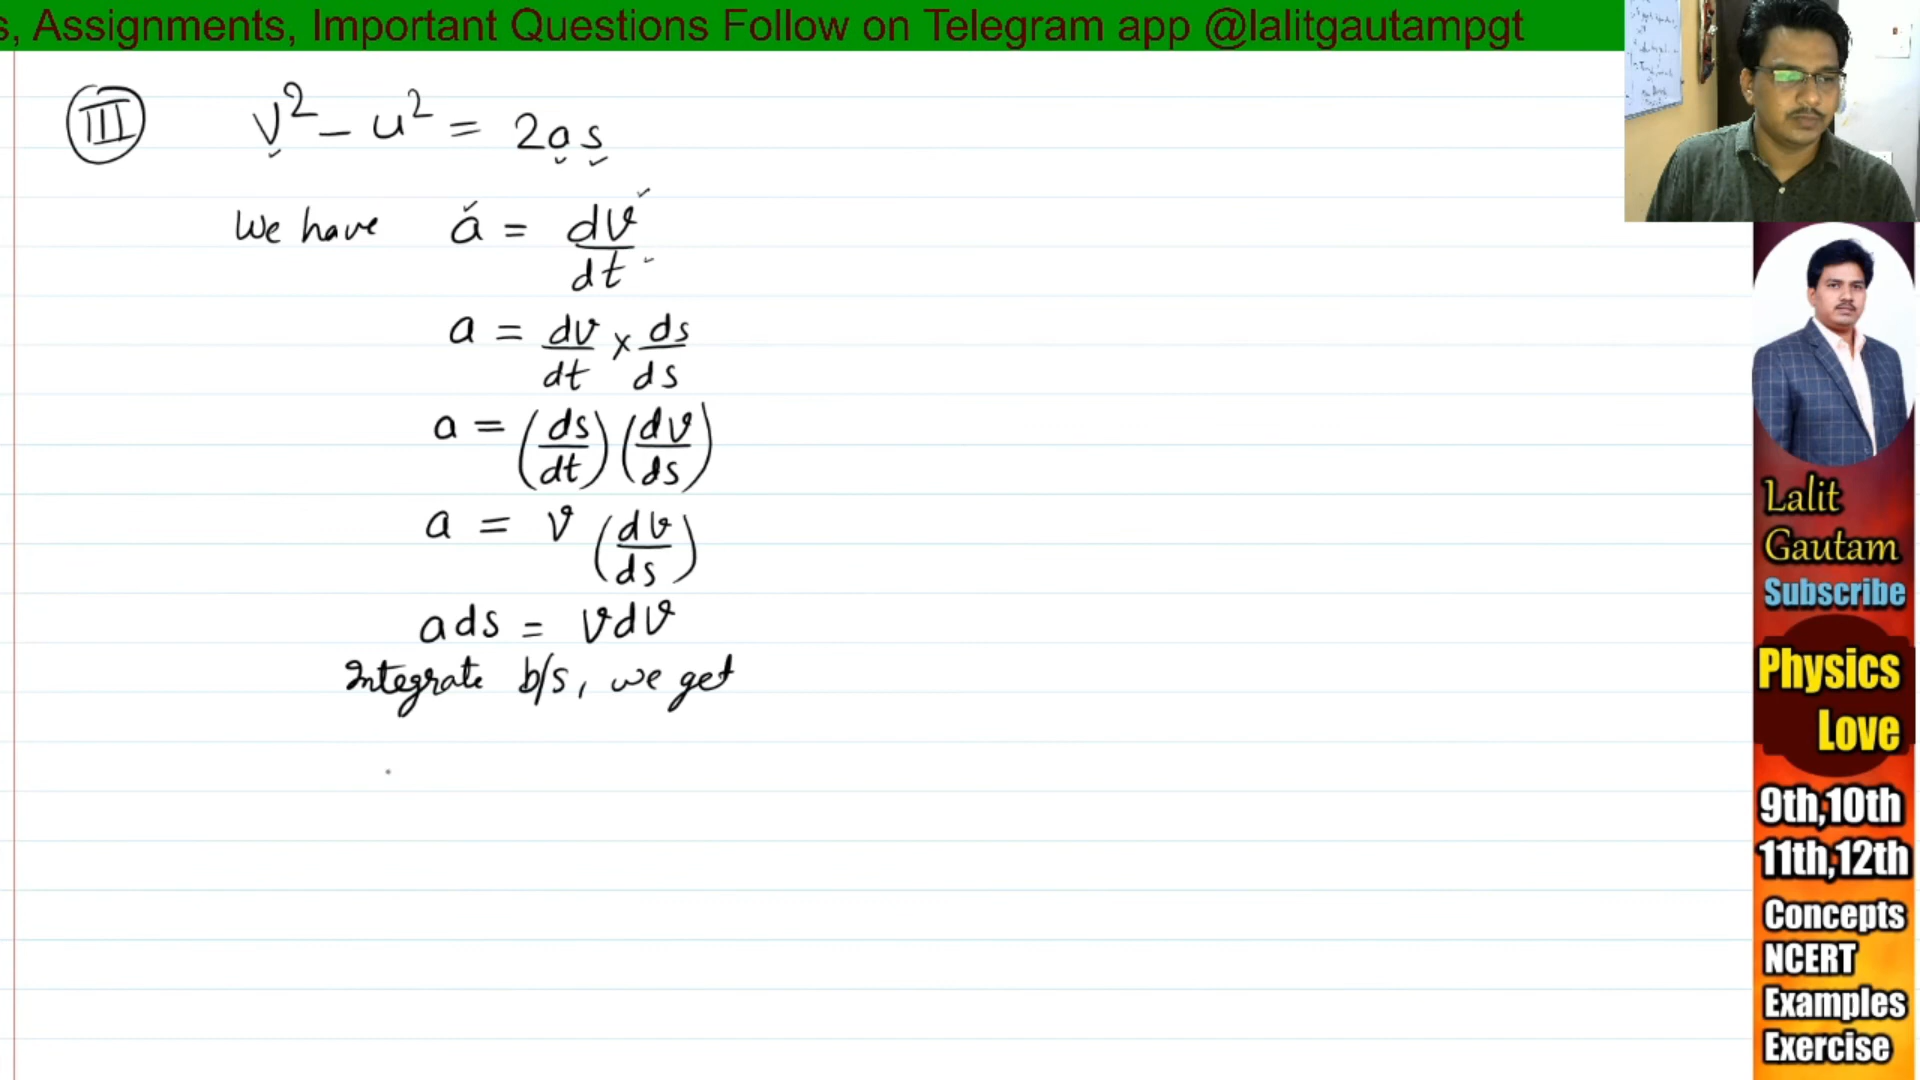 s, Assignments, Important Questions Follow on Telegram app @lalitgautampgt
III v² - u² = 2as
We have a = dv/dt
a = dv/dt × ds/ds
a = (ds/dt)(dv/ds)
a = v (dv/ds)
ads = vdv
Integrate b/s, we get
Lalit
Gautam
Subscribe
Physics
Love
9th,10th
11th,12th
Concepts
NCERT
Examples
Exercise